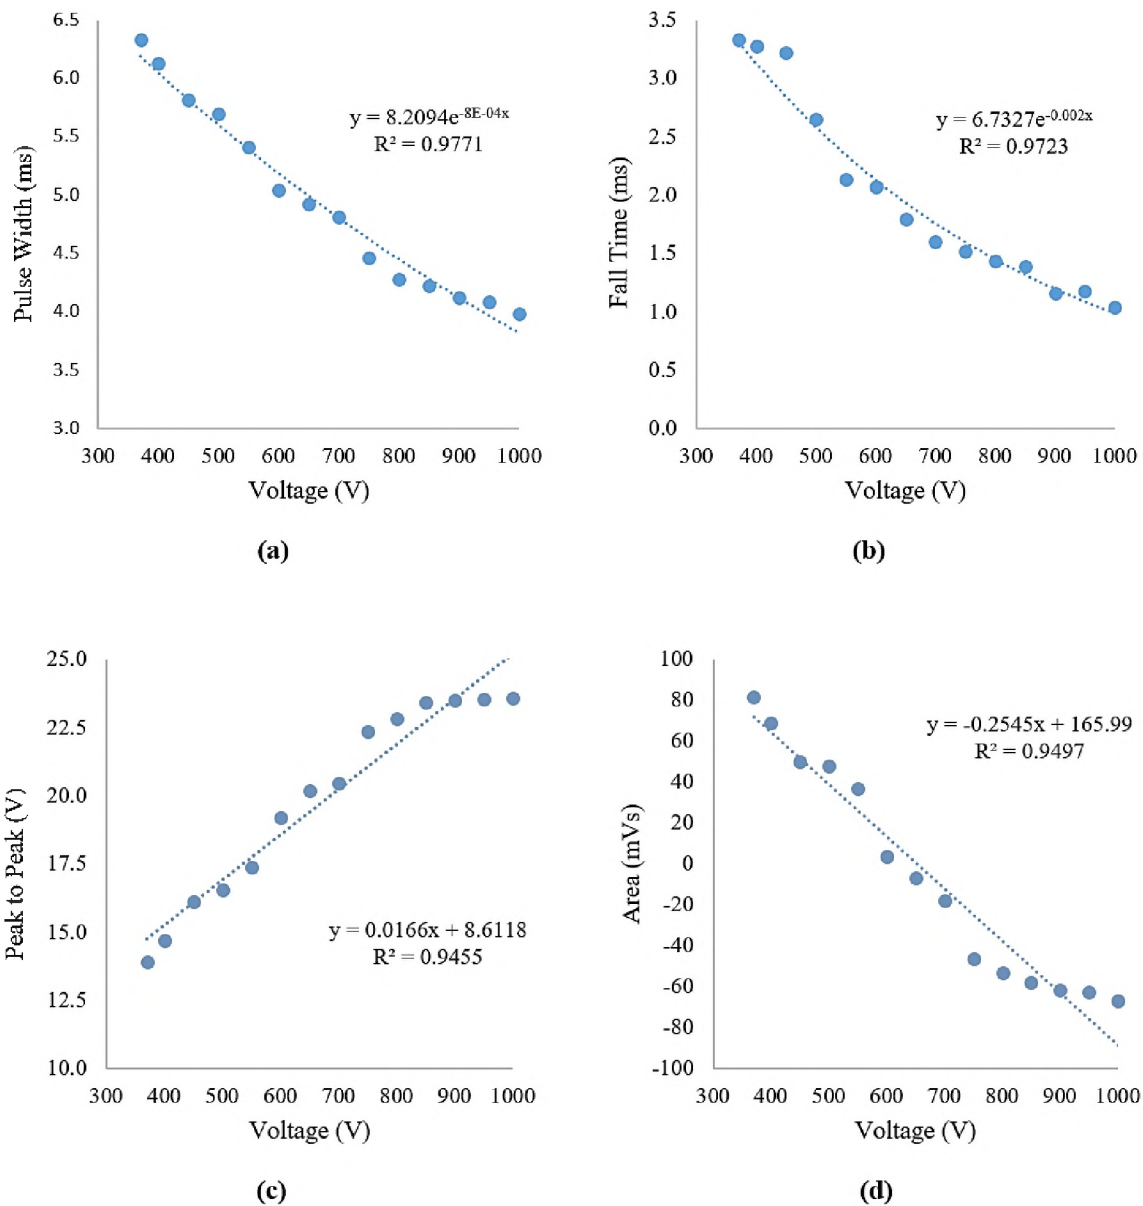 6.5
6.0
5.5
5.0
4.5
4.0
3.5
3.0
Pulse Width (ms)
y = 8.2094e^-8E-04x
R² = 0.9771
300 400 500 600 700 800 900 1000
Voltage (V)
(a)
3.5
3.0
2.5
2.0
1.5
1.0
0.5
0.0
Fall Time (ms)
y = 6.7327e^-0.002x
R² = 0.9723
300 400 500 600 700 800 900 1000
Voltage (V)
(b)
25.0
22.5
20.0
17.5
15.0
12.5
10.0
Peak to Peak (V)
y = 0.0166x + 8.6118
R² = 0.9455
300 400 500 600 700 800 900 1000
Voltage (V)
(c)
100
80
60
40
20
0
-20
-40
-60
-80
-100
Area (mVs)
y = -0.2545x + 165.99
R² = 0.9497
300 400 500 600 700 800 900 1000
Voltage (V)
(d)